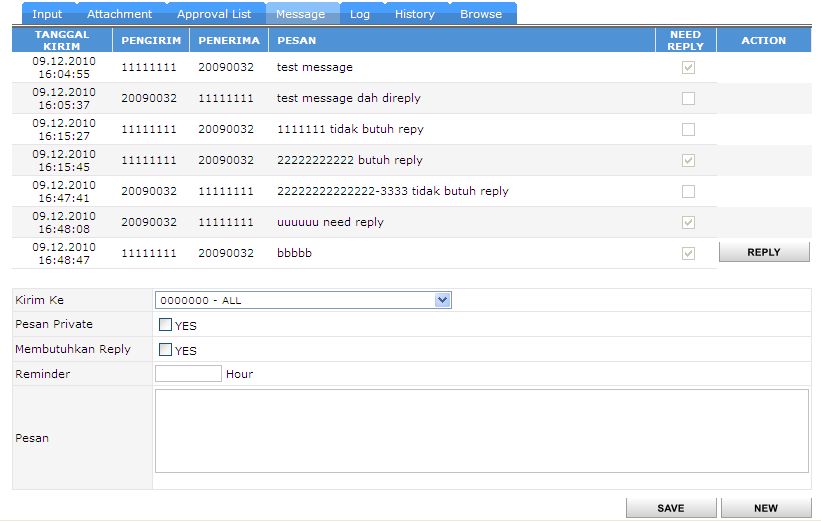 Input Attachment Approval List Message Log History Browse
TANGGAL KIRIM PENGIRIM PENERIMA PESAN NEED REPLY ACTION
09.12.2010 16:04:55 11111111 20090032 test message
09.12.2010 16:05:37 20090032 11111111 test message dah direply
09.12.2010 16:15:27 11111111 20090032 1111111 tidak butuh repy
09.12.2010 16:15:45 11111111 20090032 22222222222 butuh reply
09.12.2010 16:47:41 20090032 11111111 22222222222222-3333 tidak butuh reply
09.12.2010 16:48:08 20090032 11111111 uuuuuu need reply
09.12.2010 16:48:47 11111111 20090032 bbbbb REPLY
Kirim Ke 0000000 - ALL
Pesan Private YES
Membutuhkan Reply YES
Reminder Hour
Pesan
SAVE NEW